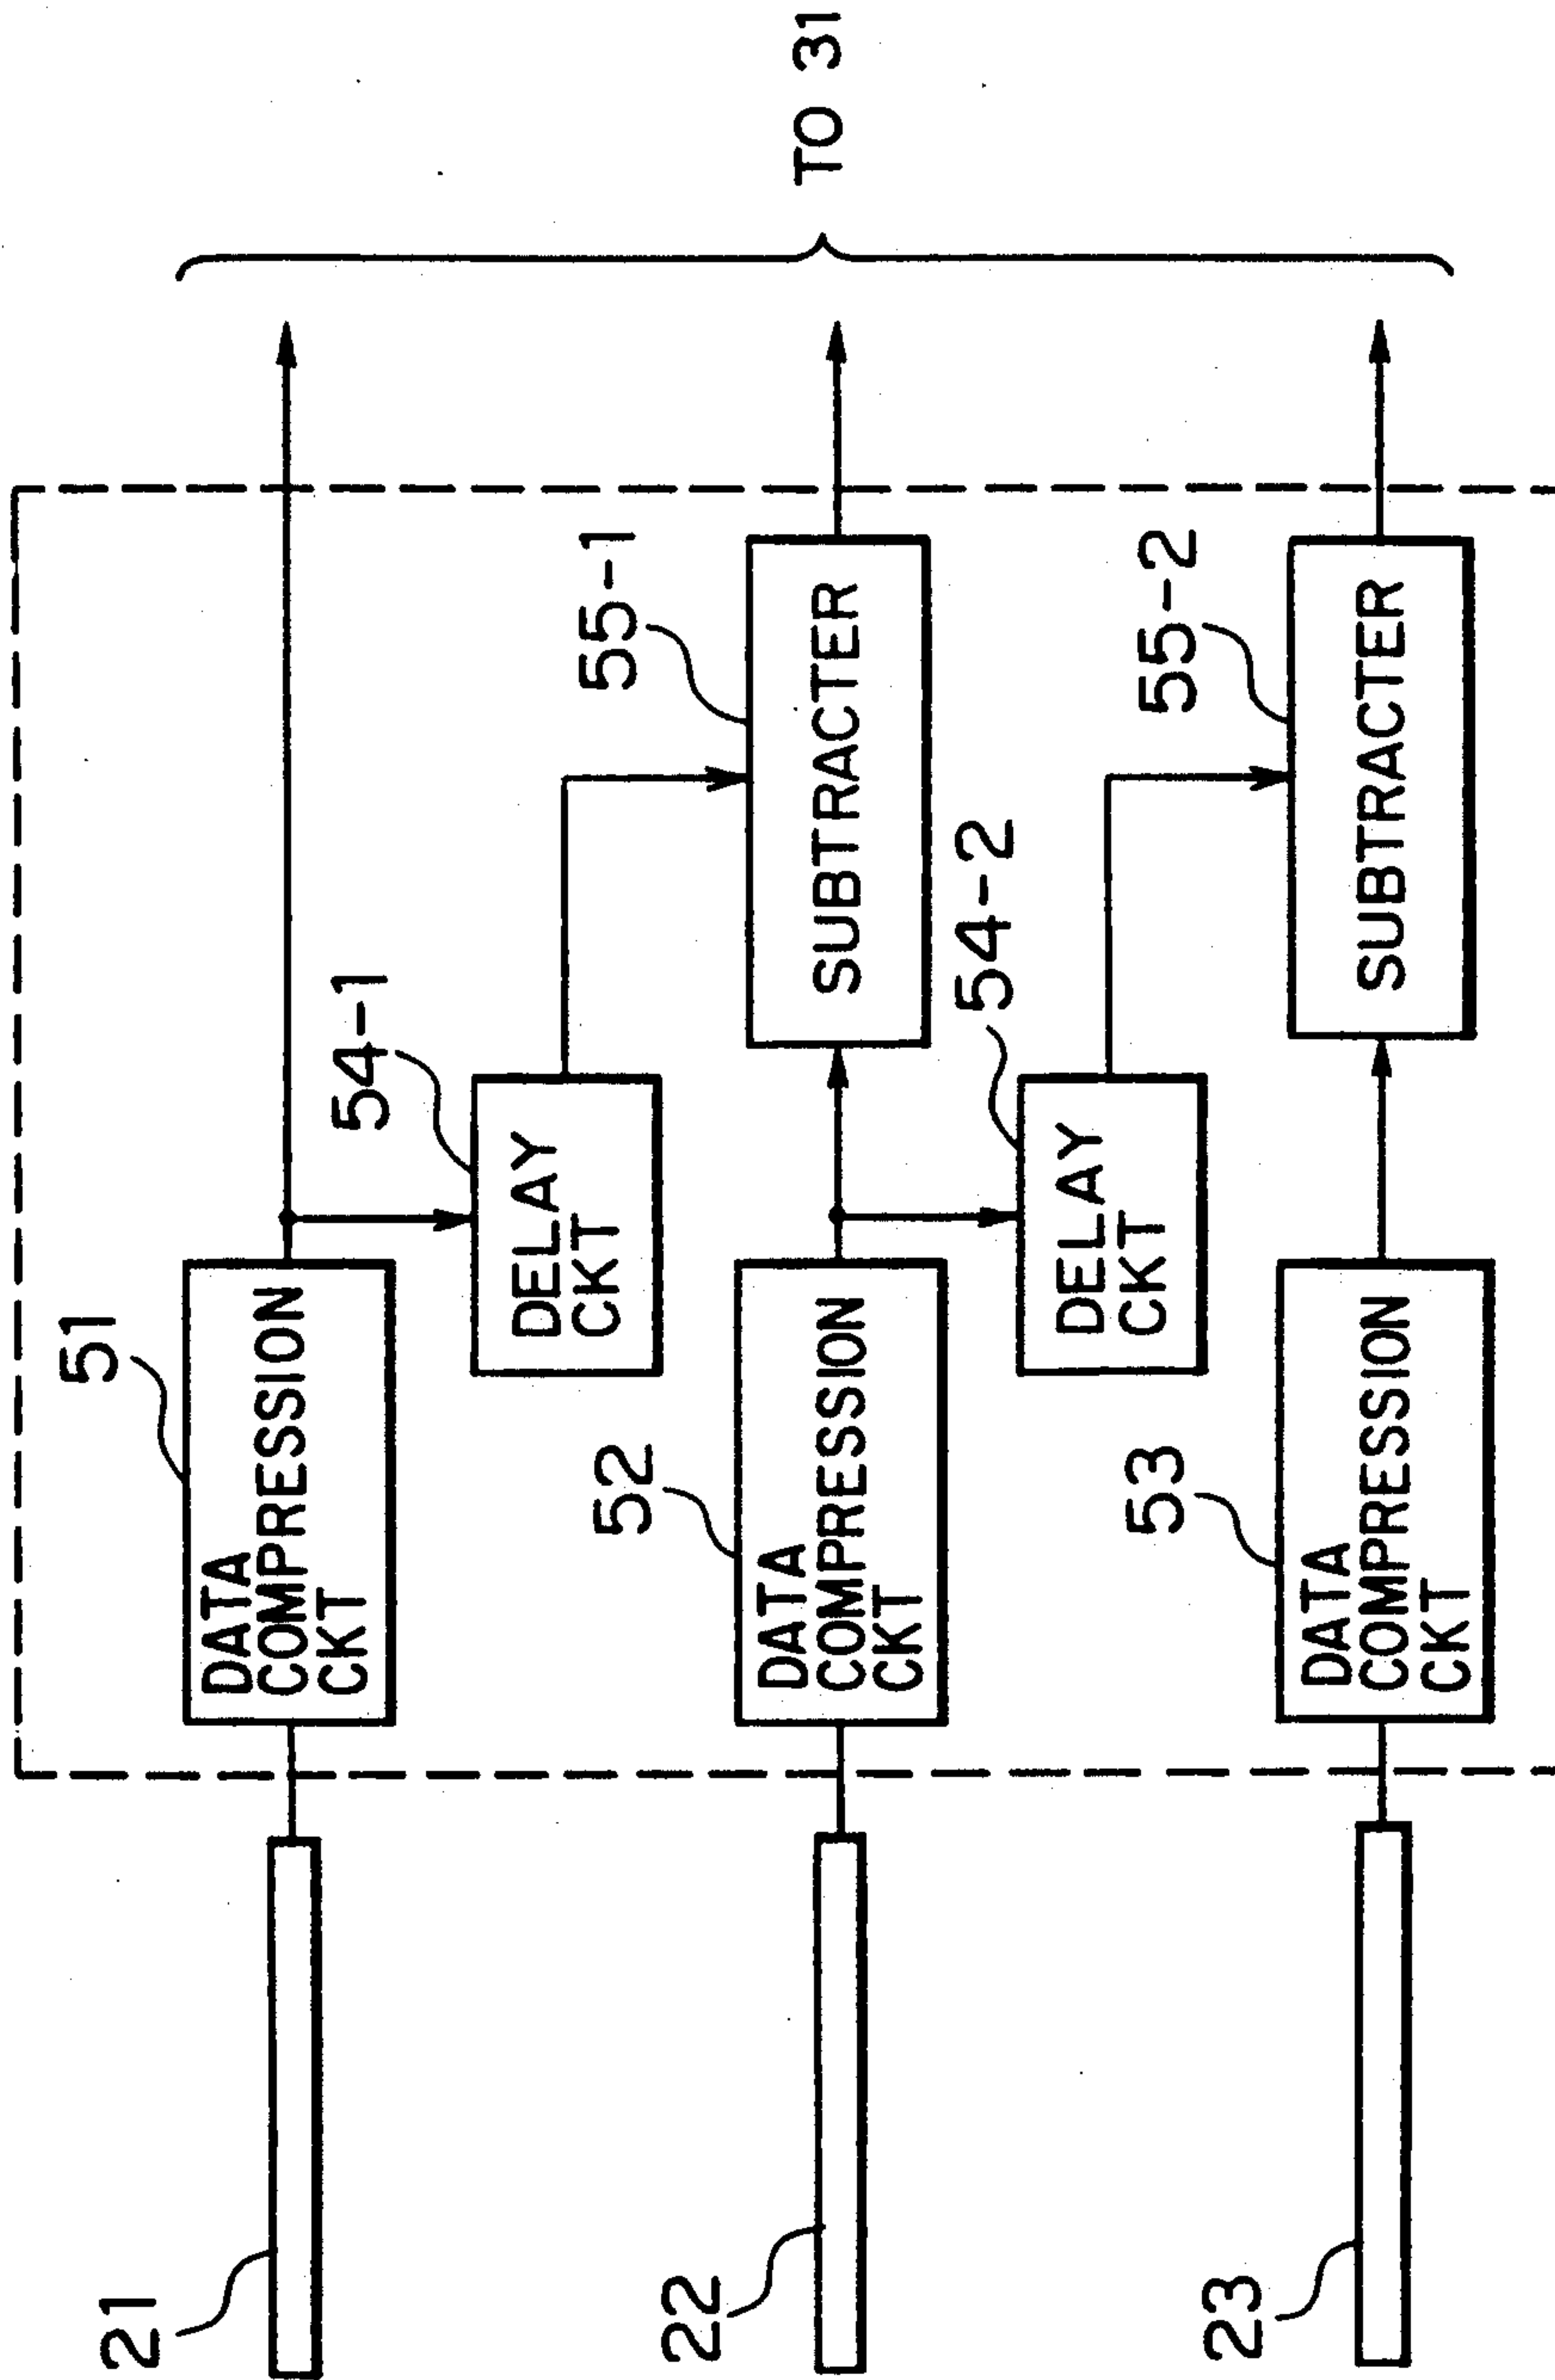 21
51
DATA
COMPRESSION
CKT
54-1
DELAY
CKT
55-1
22
52
DATA
COMPRESSION
CKT
SUBTRACTER
TO 31
54-2
DELAY
CKT
55-2
23
53
DATA
COMPRESSION
CKT
SUBTRACTER